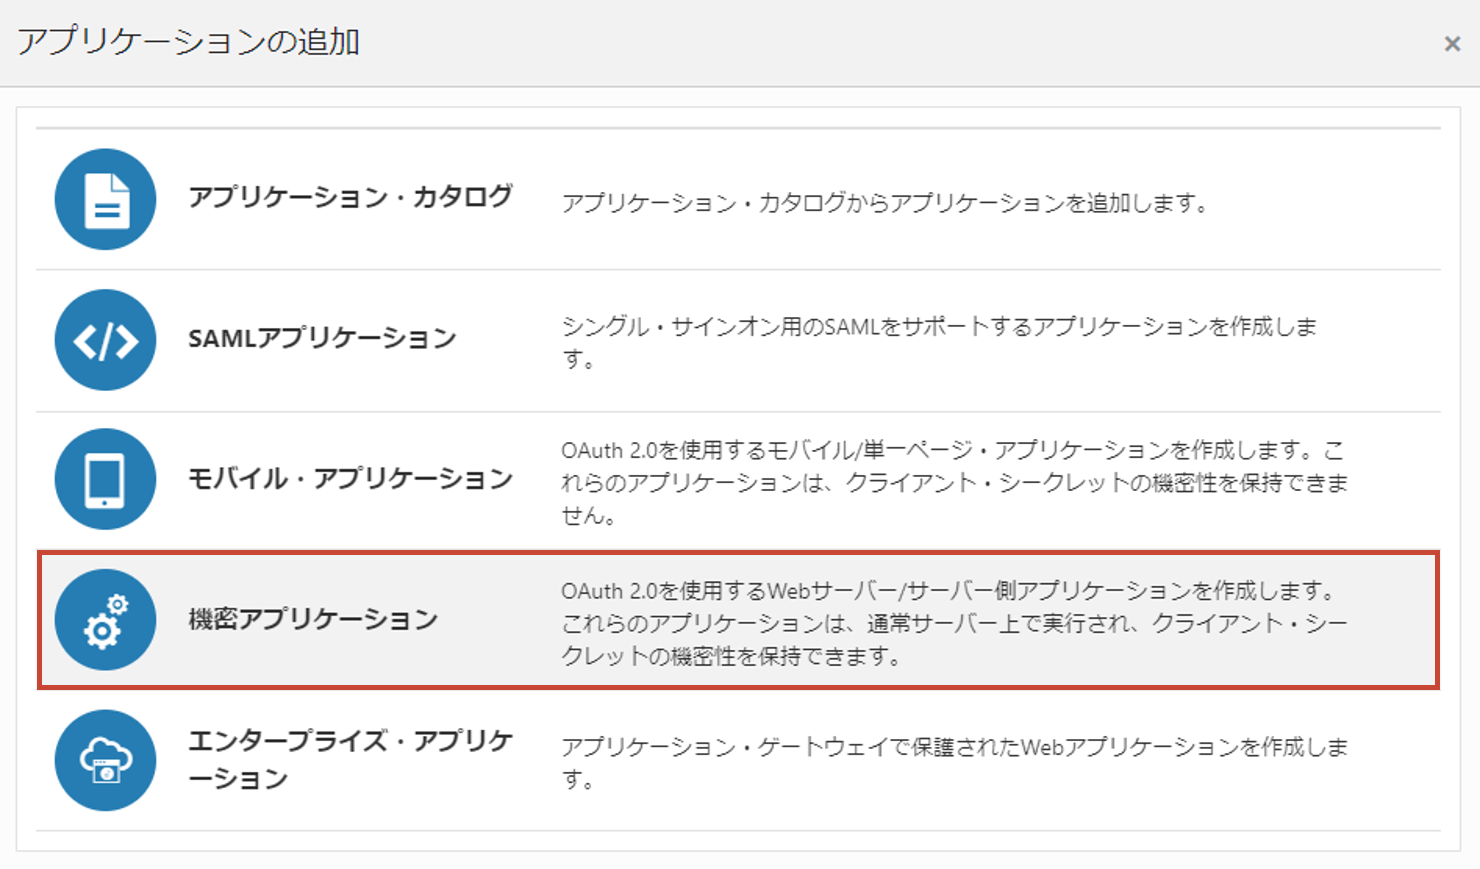 アプリケーションの追加
アプリケーション・カタログ
アプリケーション・カタログからアプリケーションを追加します。
SAMLアプリケーション
シングル・サインオン用のSAMLをサポートするアプリケーションを作成しま
す。
モバイル・アプリケーション
OAuth 2.0を使用するモバイル/単一ページ・アプリケーションを作成します。こ
れらのアプリケーションは、クライアント・シークレットの機密性を保持できま
せん。
機密アプリケーション
OAuth 2.0を使用するWebサーバー/サーバー側アプリケーションを作成します。
これらのアプリケーションは、通常サーバー上で実行され、クライアント・シー
クレットの機密性を保持できます。
エンタープライズ・アプリケ
ーション
アプリケーション・ゲートウェイで保護されたWebアプリケーションを作成しま
す。